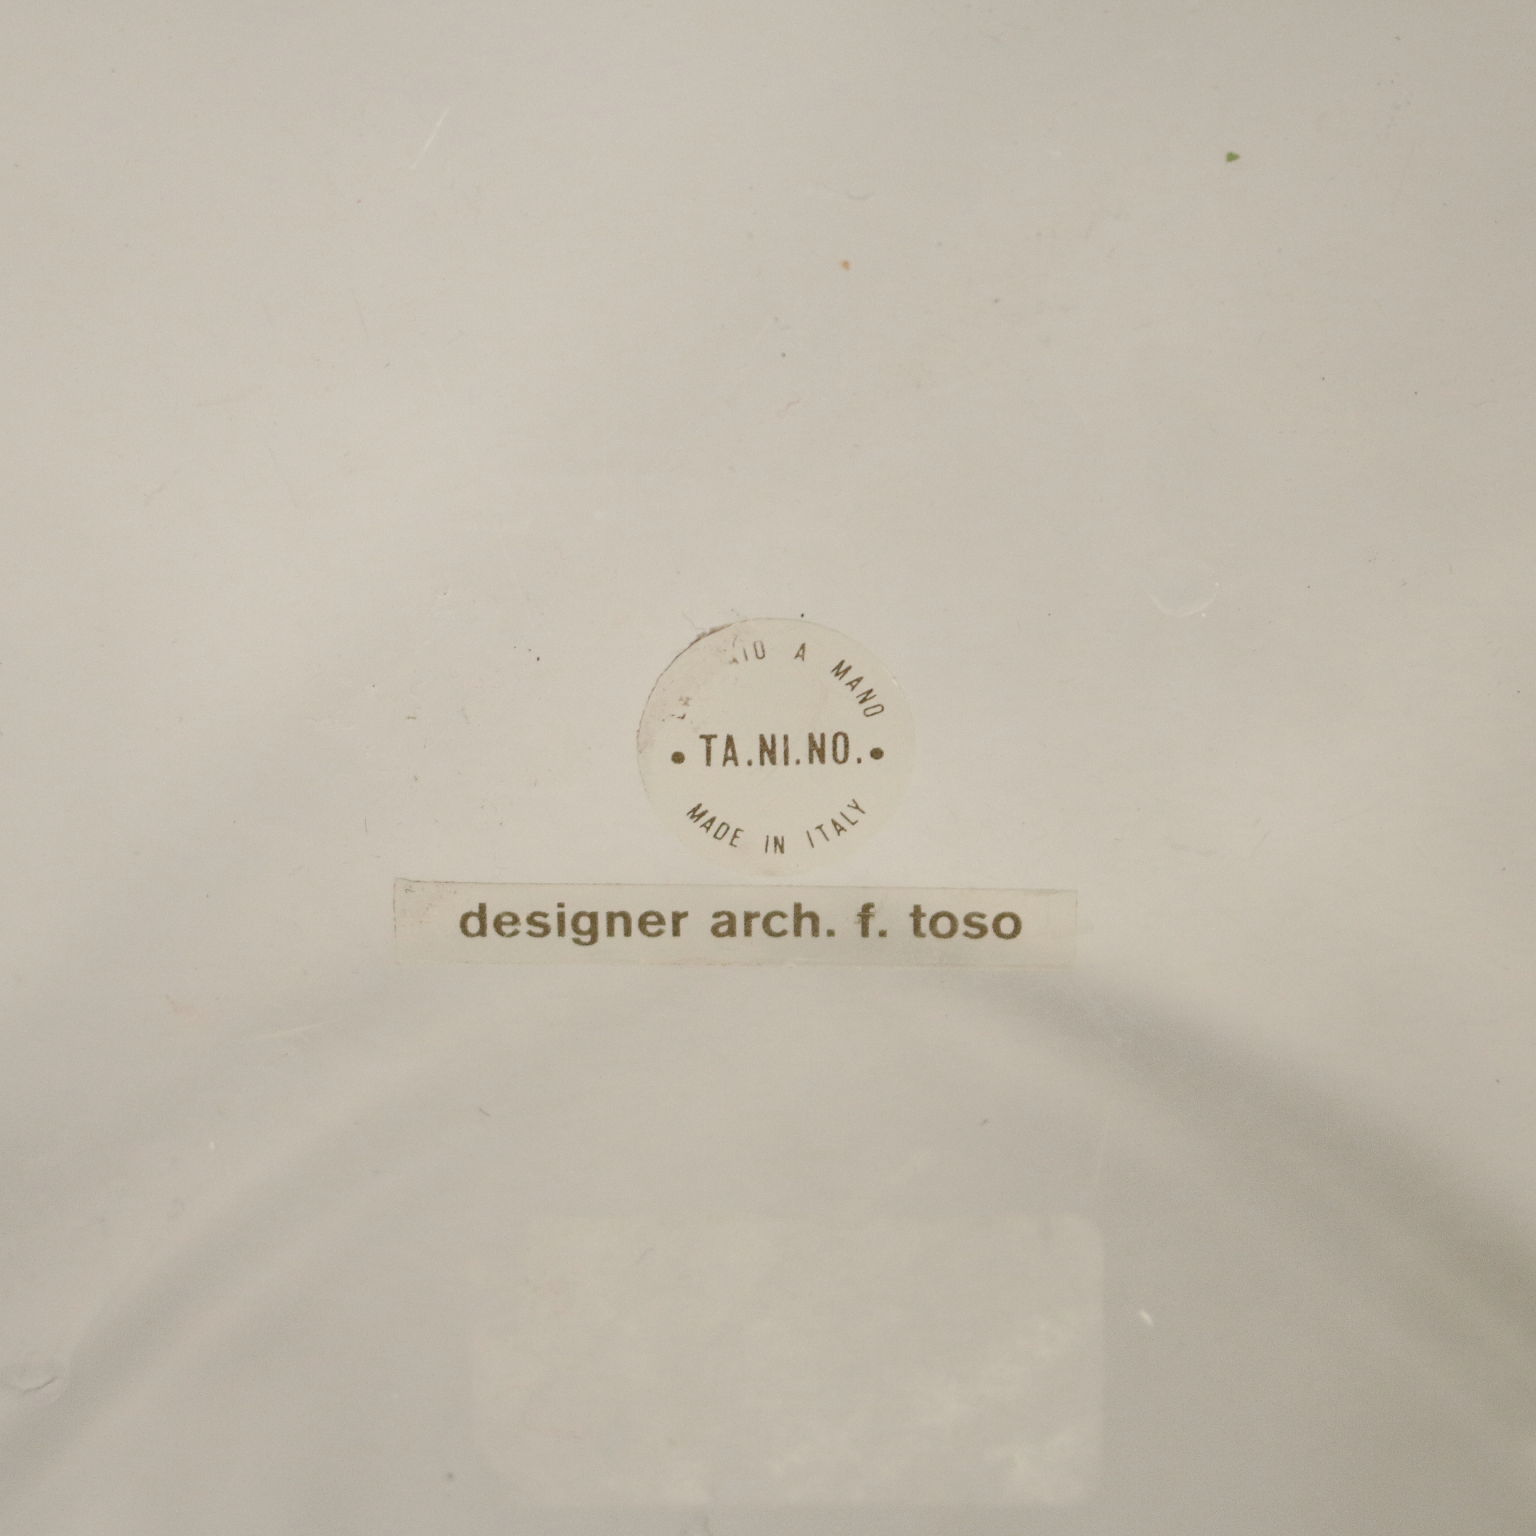 A MANO
• TA.NI.NO. •
MADE IN ITALY
designer arch. f. toso